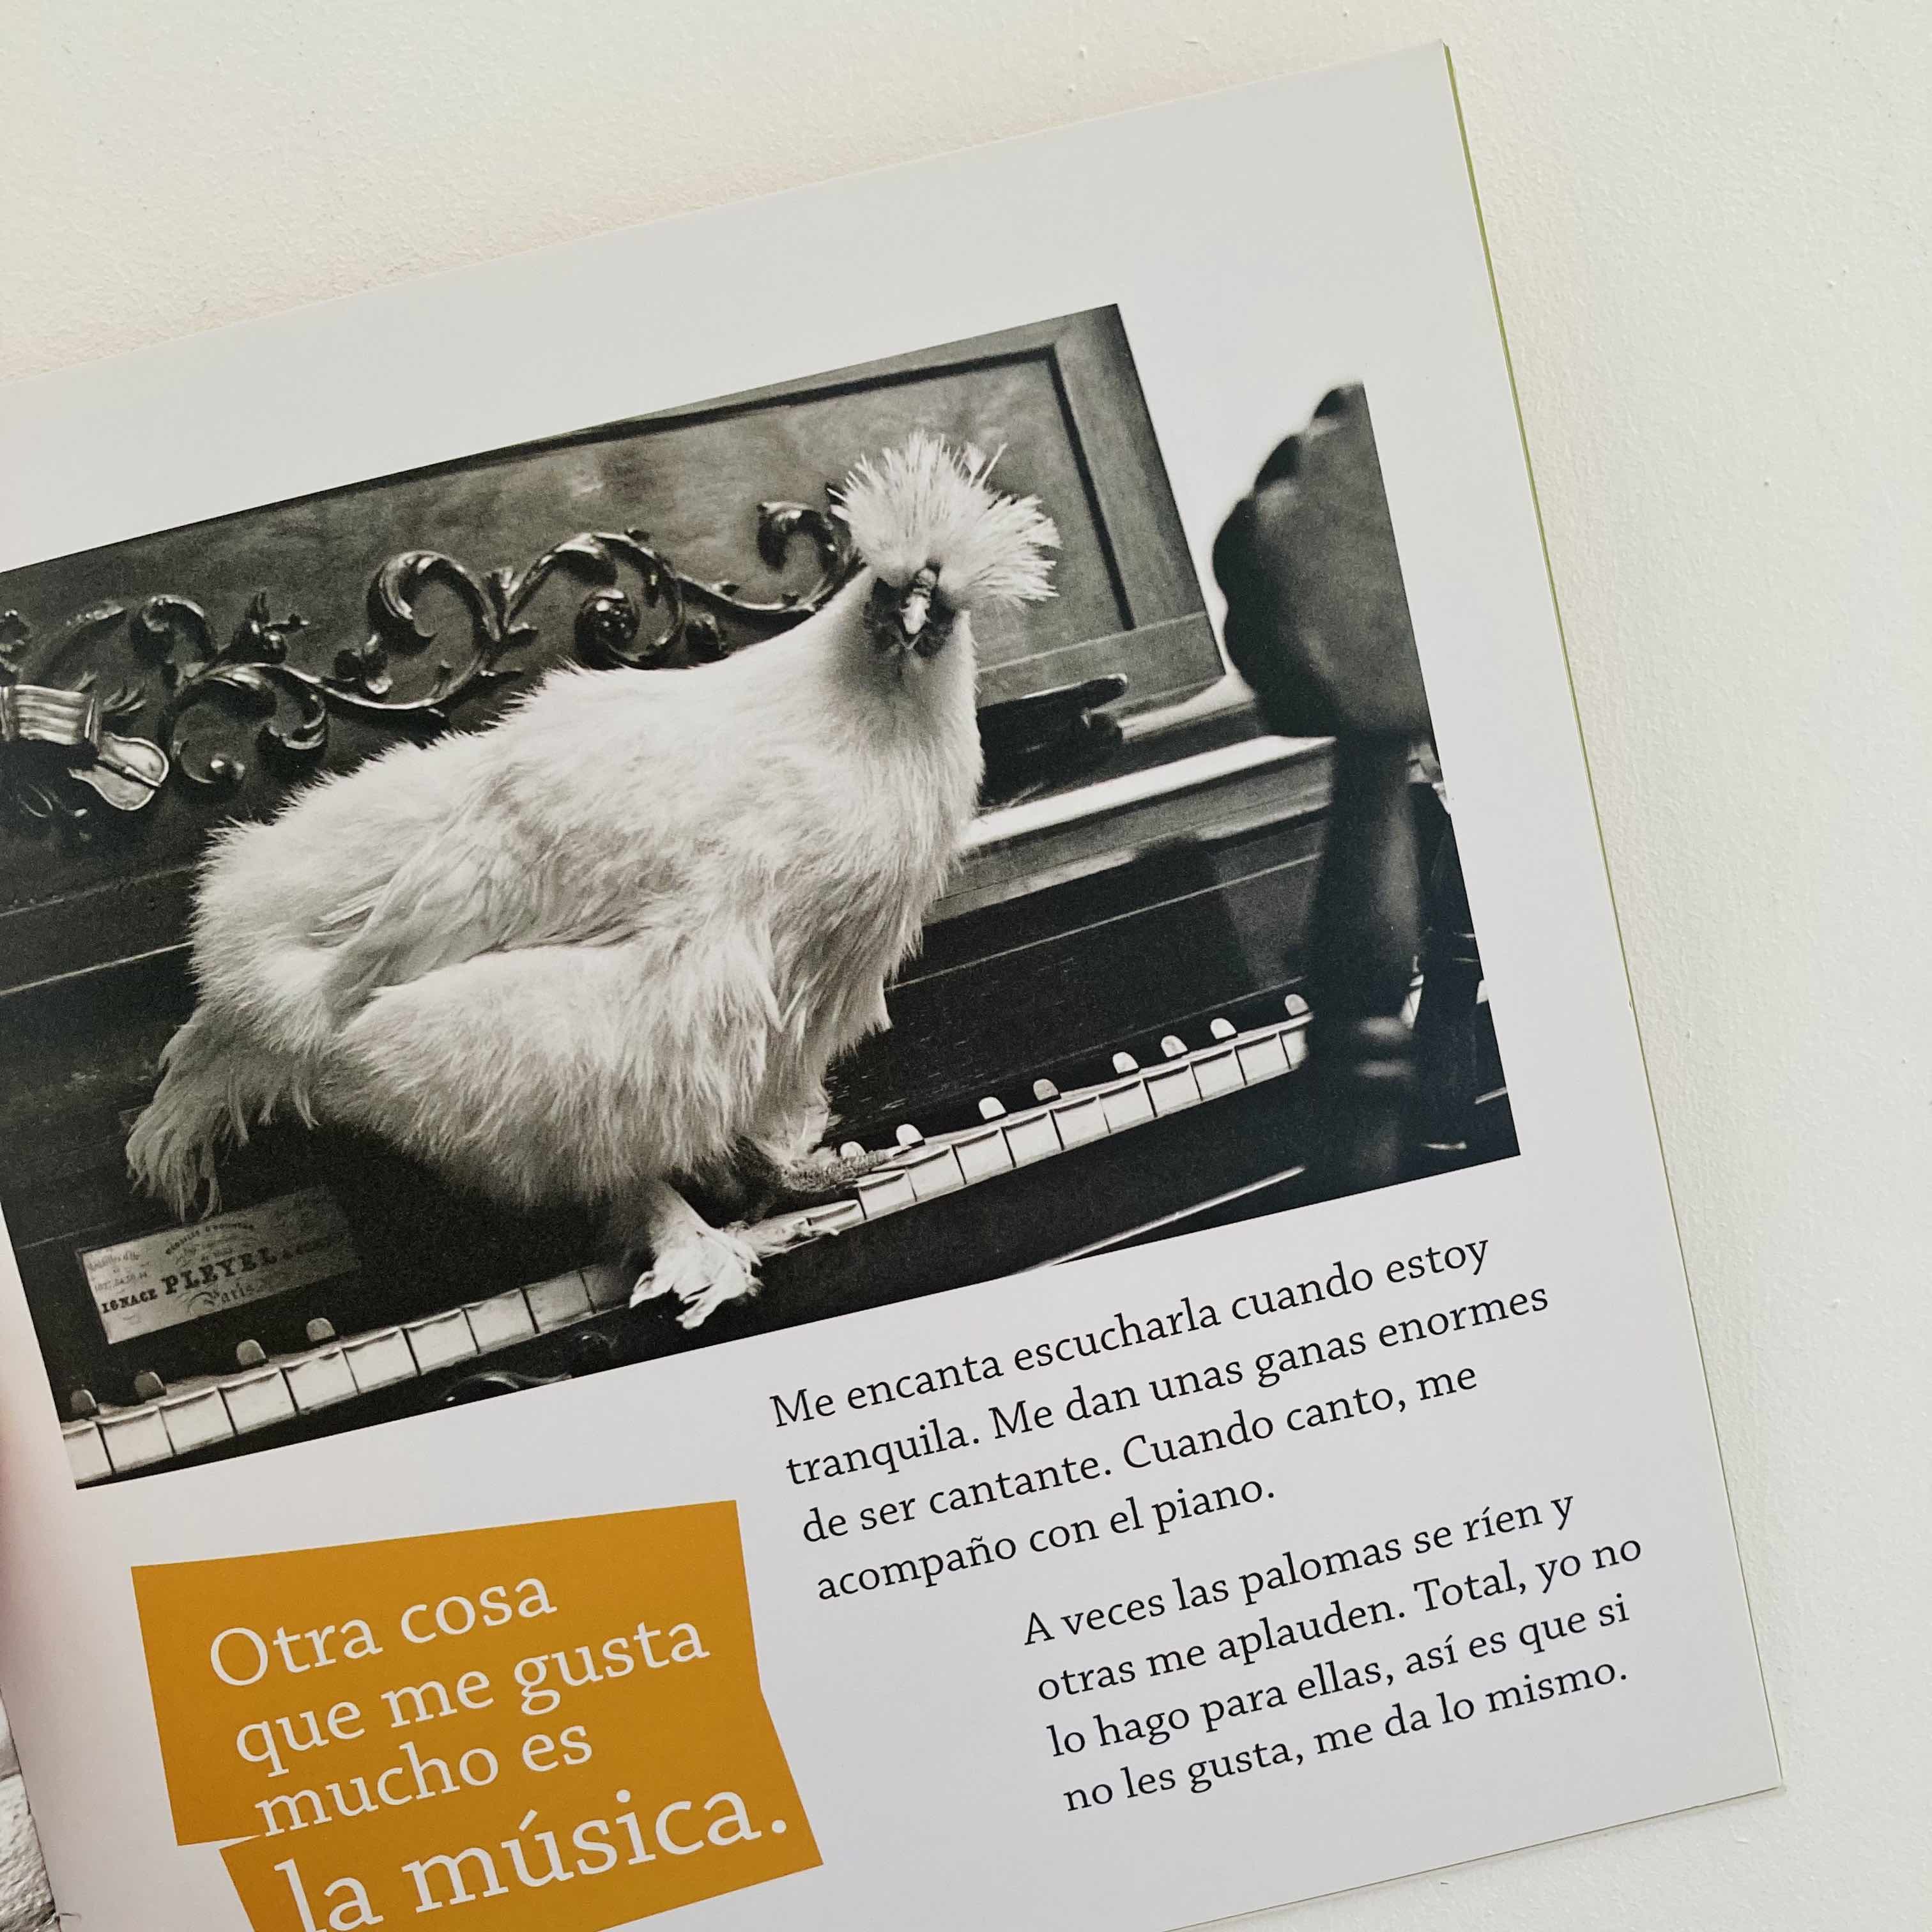 IGNACE PLEYEL & Comp.
Paris.
Me encanta escucharla cuando estoy
tranquila. Me dan unas ganas enormes
de ser cantante. Cuando canto, me
acompaño con el piano.
Otra cosa
que me gusta
mucho es
la música.
A veces las palomas se ríen y
otras me aplauden. Total, yo no
lo hago para ellas, así es que si
no les gusta, me da lo mismo.